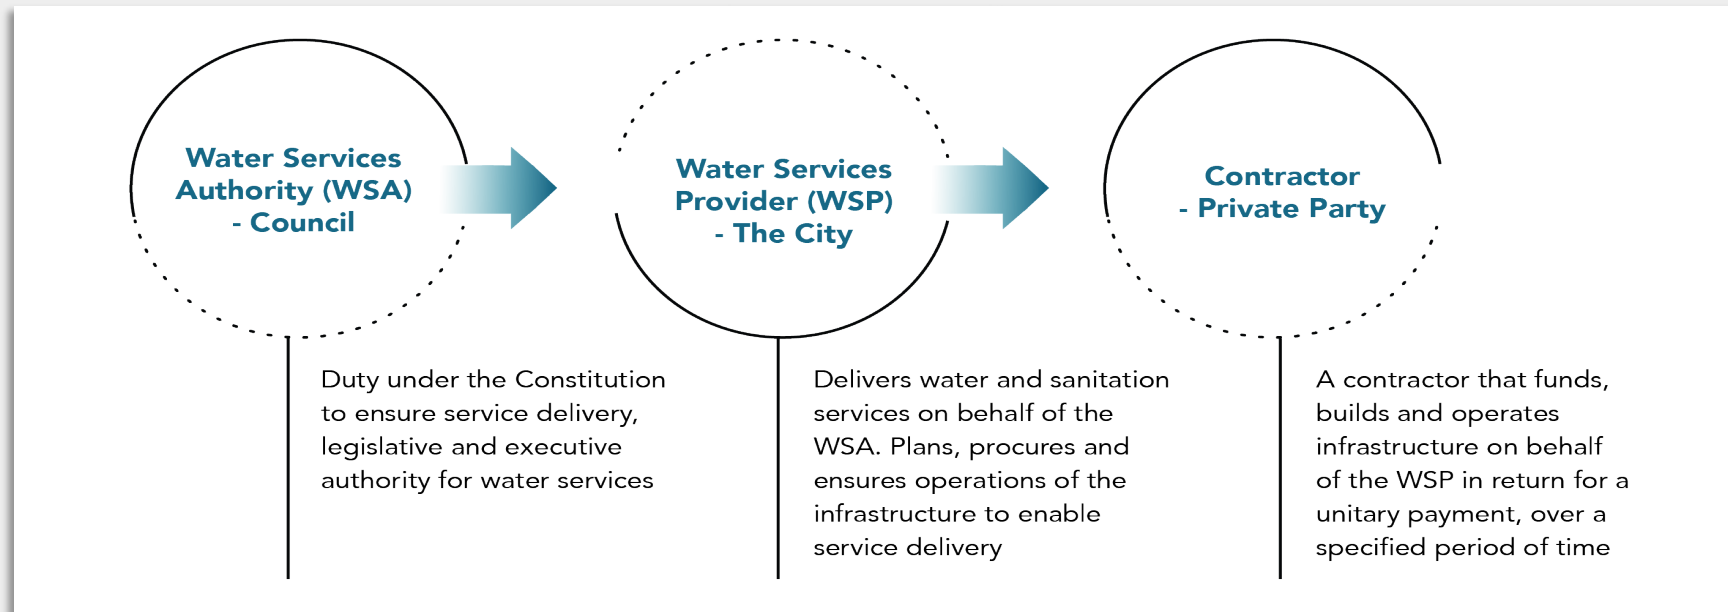 Water Services
Authority (WSA)
- Council
Water Services
Provider (WSP)
- The City
Contractor
- Private Party
Duty under the Constitution
to ensure service delivery,
legislative and executive
authority for water services
Delivers water and sanitation
services on behalf of the
WSA. Plans, procures and
ensures operations of the
infrastructure to enable
service delivery
A contractor that funds,
builds and operates
infrastructure on behalf
of the WSP in return for a
unitary payment, over a
specified period of time